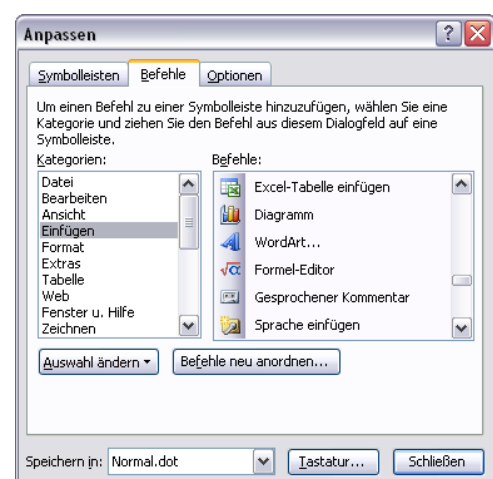 Anpassen
Symbolleisten Befehle Optionen
Um einen Befehl zu einer Symbolleiste hinzuzufügen, wählen Sie eine
Kategorie und ziehen Sie den Befehl aus diesem Dialogfeld auf eine
Symbolleiste.
Kategorien:
Datei
Bearbeiten
Ansicht
Einfügen
Format
Extras
Tabelle
Web
Fenster u. Hilfe
Zeichnen
Befehle:
Excel-Tabelle einfügen
Diagramm
WordArt...
Formel-Editor
Gesprochener Kommentar
Sprache einfügen
Auswahl ändern Befehle neu anordnen...
Speichern in: Normal.dot Tastatur... Schließen